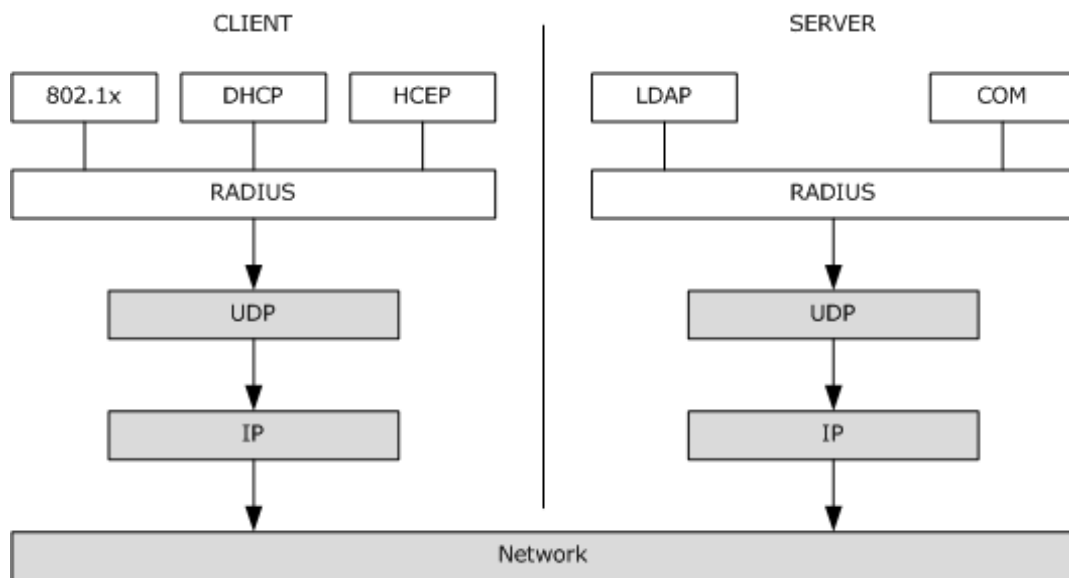 CLIENT
SERVER
802.1x
DHCP
HCEP
LDAP
COM
RADIUS
RADIUS
UDP
UDP
IP
IP
Network